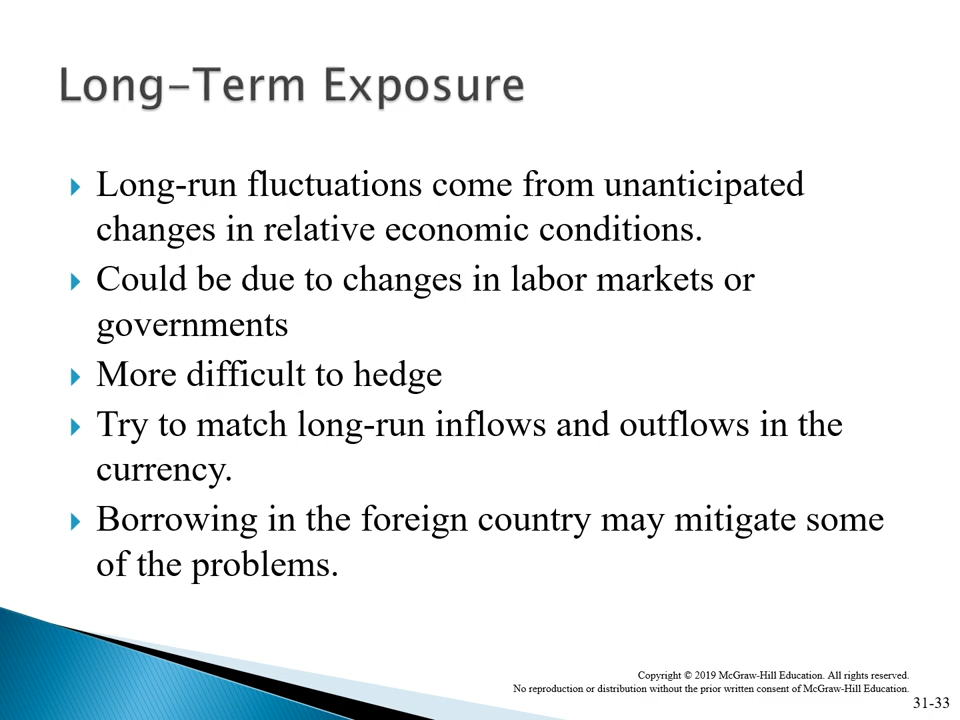 Long-Term Exposure
Long-run fluctuations come from unanticipated
changes in relative economic conditions.
Could be due to changes in labor markets or
governments
More difficult to hedge
Try to match long-run inflows and outflows in the
currency.
Borrowing in the foreign country may mitigate some
of the problems.
Copyright © 2019 McGraw-Hill Education. All rights reserved.
No reproduction or distribution without the prior written consent of McGraw-Hill Education.
31-33